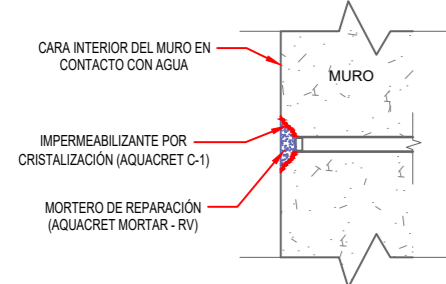 CARA INTERIOR DEL MURO EN
CONTACTO CON AGUA
MURO
IMPERMEABILIZANTE POR
CRISTALIZACIÓN (AQUACRET C-1)
MORTERO DE REPARACIÓN
(AQUACRET MORTAR - RV)